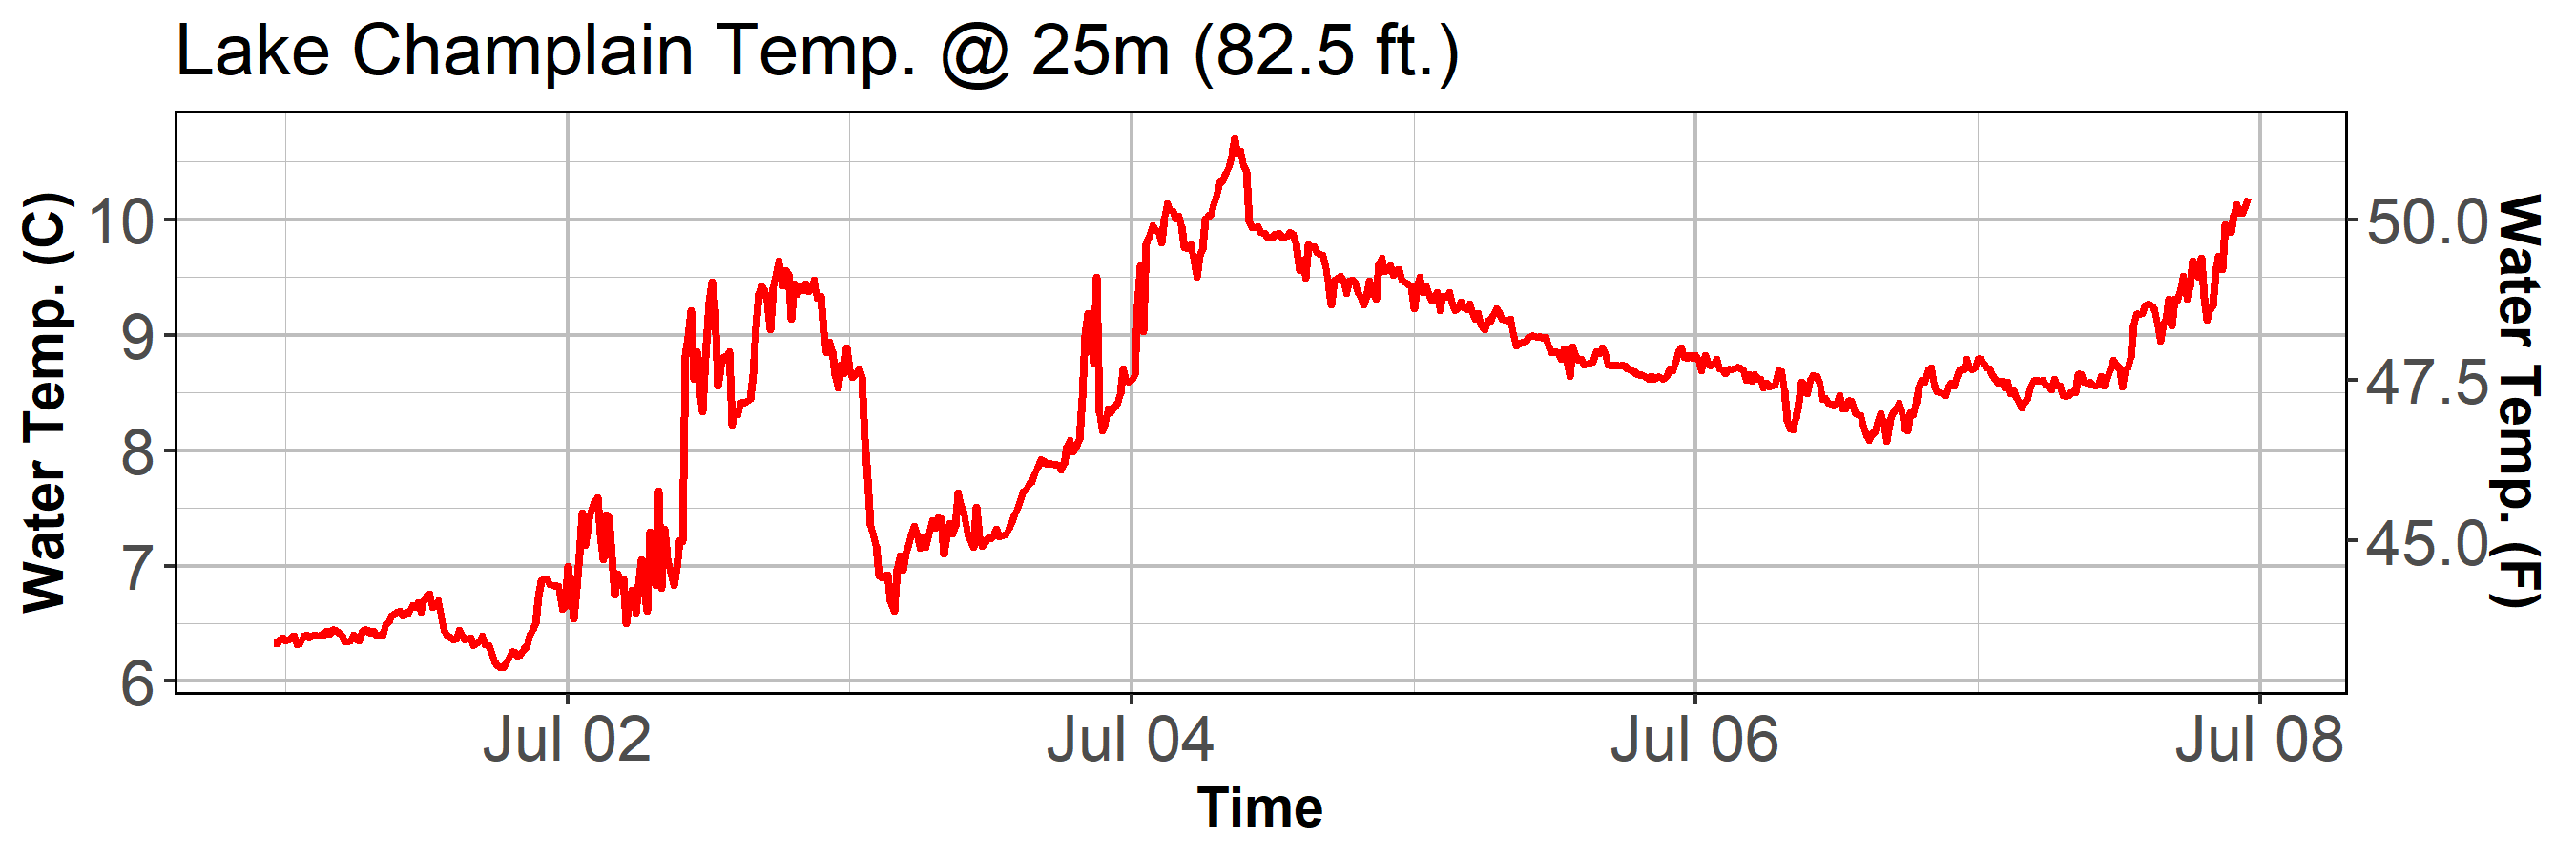 Lake Champlain Temp. @ 25m (82.5 ft.)
Water Temp. (C)
10
9
8
7
6
50.0
47.5
45.0
Water Temp. (F)
Jul 02 Jul 04 Jul 06 Jul 08
Time